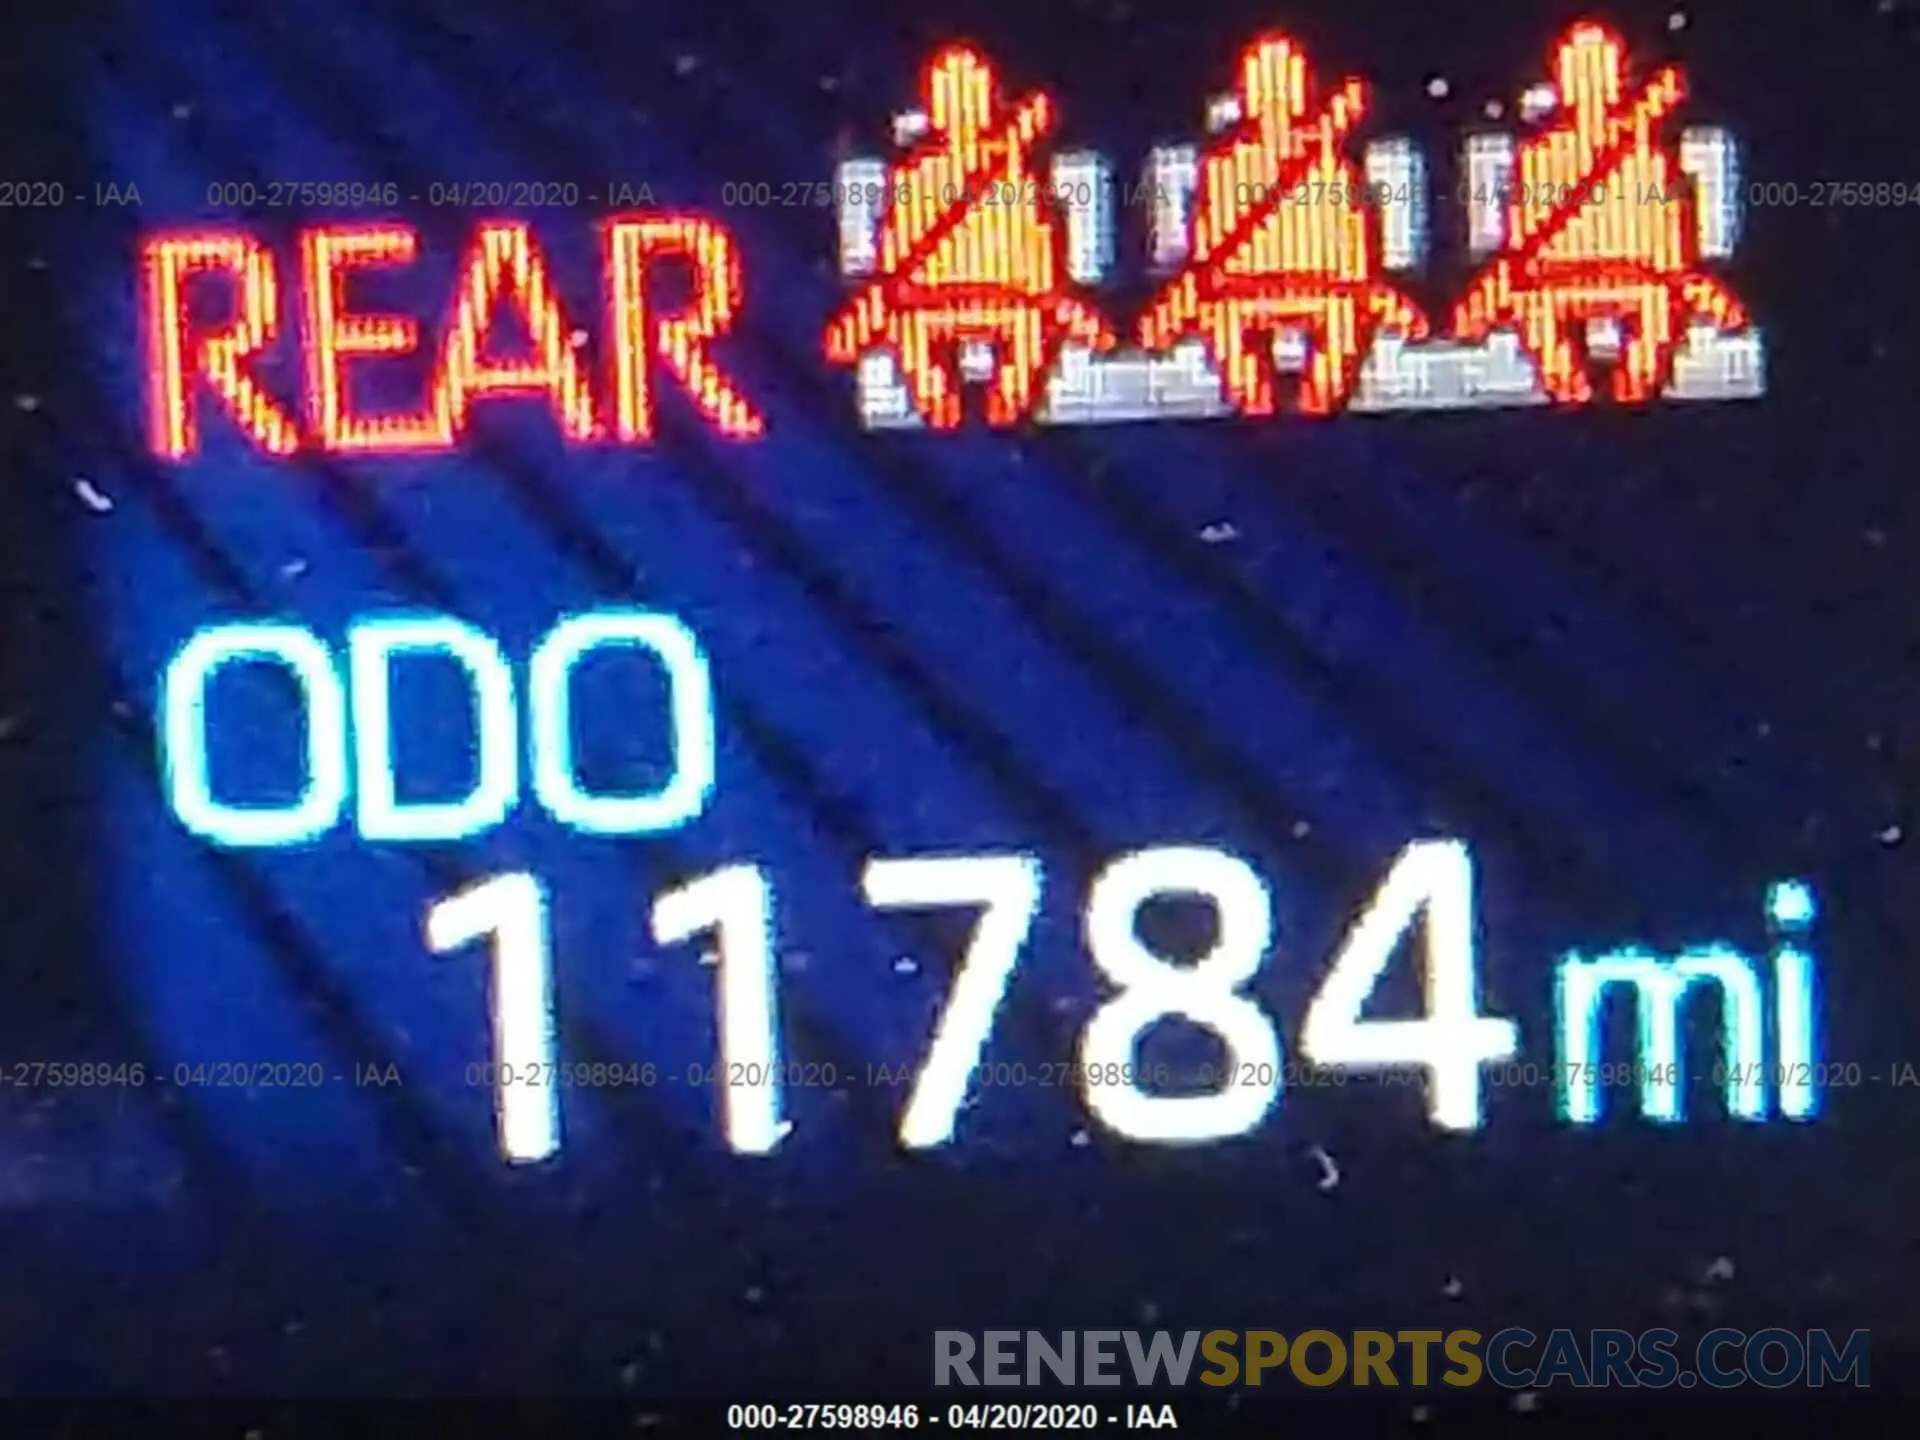 2020 - IAA 000-27598946 - 04/20/2020 - IAA 000-27598946 - 04/20/2020 - IAA 000-27598946 - 04/20/2020 - IAA 000-2759894
REAR
ODO
11784 mi
-27598946 - 04/20/2020 - IAA 000-27598946 - 04/20/2020 - IAA 000-27598946 - 04/20/2020 - IAA 000-27598946 - 04/20/2020 - IA
RENEWSPORTSCARS.COM
000-27598946 - 04/20/2020 - IAA